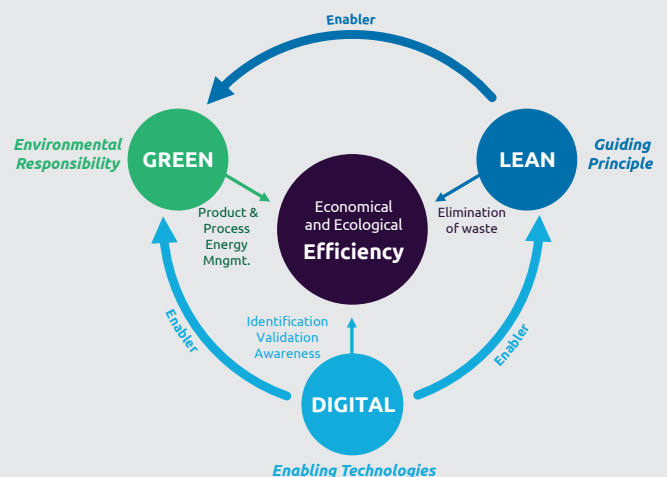 Enabler
Environmental
Responsibility
GREEN
LEAN
Guiding
Principle
Product &
Process
Energy
Mngmt.
Economical
and Ecological
Efficiency
Elimination
of waste
Enabler
Identification
Validation
Awareness
Enabler
DIGITAL
Enabling Technologies